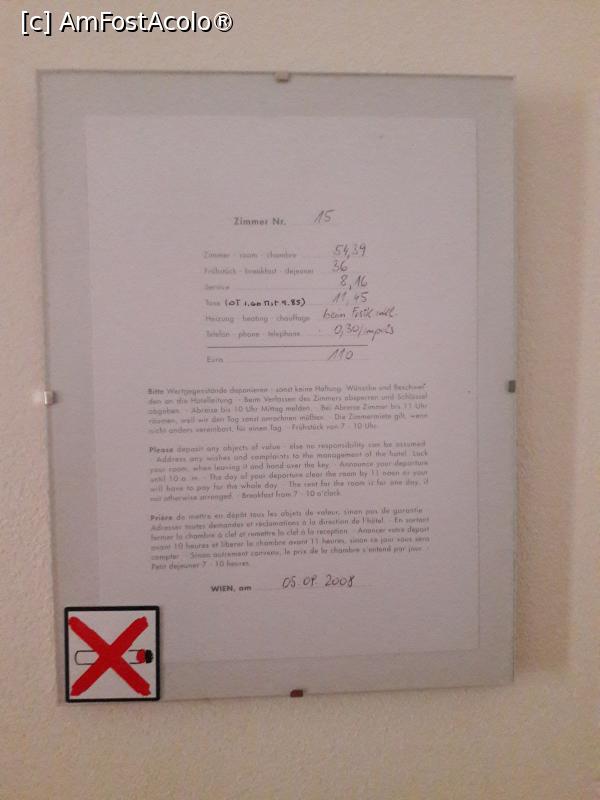 [c] AmFostAcolo®
Zimmer Nr. 15
Zimmer - room - chambre 54,39
Frühstück - breakfast - dejeuner 36
Service 8,16
Taxe (OT 1.60 MST 9.85) 11,45
Heizung - heating - chauffage beim
Telefon - phone - telephone 0,30/impuls
Euro 110
Bitte Wertgegenstände deponieren - sonst keine Haftung. Wünsche und Beschwer-
den an die Hotelleitung. - Beim Verlassen des Zimmers absperren und Schlüssel
abgeben. - Abreise bis 10 Uhr Mittag melden. - Bei Abreise Zimmer bis 11 Uhr
räumen, weil wir den Tag sonst anrechnen müßten. - Die Zimmermiete gilt, wenn
nicht anders vereinbart, für einen Tag. - Frühstück von 7 - 10 Uhr.
Please deposit any objects of value - else no responsibility can be assumed.
- Address any wishes and complaints to the management of the hotel. Lock
your room, when leaving it and hand over the key. - Announce your departure
until 10 a. m. - The day of your departure clear the room by 11 noon or your
will have to pay for the whole day. - The rent for the room is for one day, if
not otherwise arranged. - Breakfast from 7 - 10 o'clock.
Prière de mettre en dépôt tous les objets de valeur, sinon pas de garantie.
Adresser toutes demandes et réclamations à la direction de l'hôtel. - En sortant
fermer la chambre à clef et remettre la clef à la reception. - Anoncer votre départ
avant 10 heures et liberer la chambre avant 11 heures, sinon ce jour vous sera
compter. - Sinon autrement convenu, le prix de la chambre s'entend par jour. -
Petit dejeuner 7 - 10 heures.
WIEN, am 05.09.2008